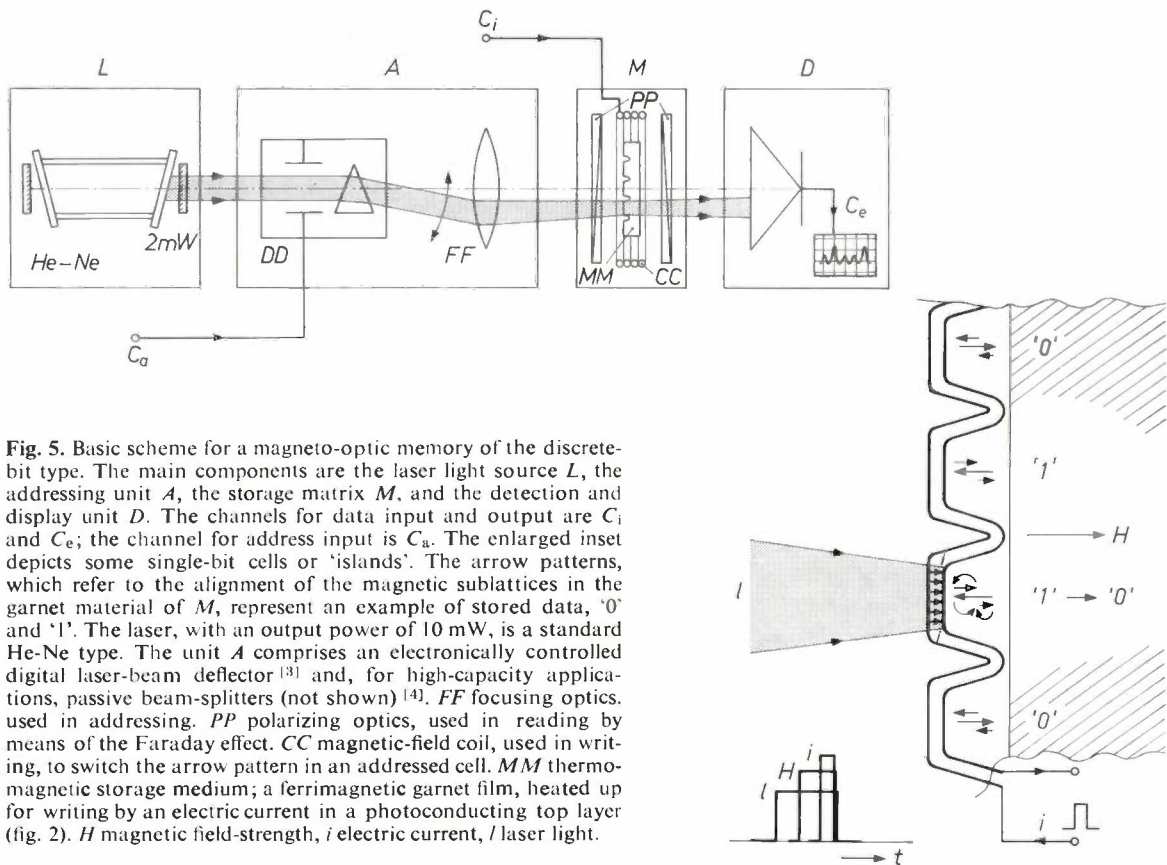 C_i
L A M D
PP
2mW
He–Ne
DD
FF
MM
CC
C_e
C_a
Fig. 5. Basic scheme for a magneto-optic memory of the discrete-
bit type. The main components are the laser light source L, the
addressing unit A, the storage matrix M, and the detection and
display unit D. The channels for data input and output are C_i
and C_e; the channel for address input is C_a. The enlarged inset
depicts some single-bit cells or ‘islands’. The arrow patterns,
which refer to the alignment of the magnetic sublattices in the
garnet material of M, represent an example of stored data, ‘0’
and ‘1’. The laser, with an output power of 10 mW, is a standard
He-Ne type. The unit A comprises an electronically controlled
digital laser-beam deflector [3] and, for high-capacity applica-
tions, passive beam-splitters (not shown) [4]. FF focusing optics.
used in addressing. PP polarizing optics, used in reading by
means of the Faraday effect. CC magnetic-field coil, used in writ-
ing, to switch the arrow pattern in an addressed cell. MM thermo-
magnetic storage medium; a ferrimagnetic garnet film, heated up
for writing by an electric current in a photoconducting top layer
(fig. 2). H magnetic field-strength, i electric current, l laser light.
'0'
'1'
H
l
'1' → '0'
'0'
i
H
l
t
i